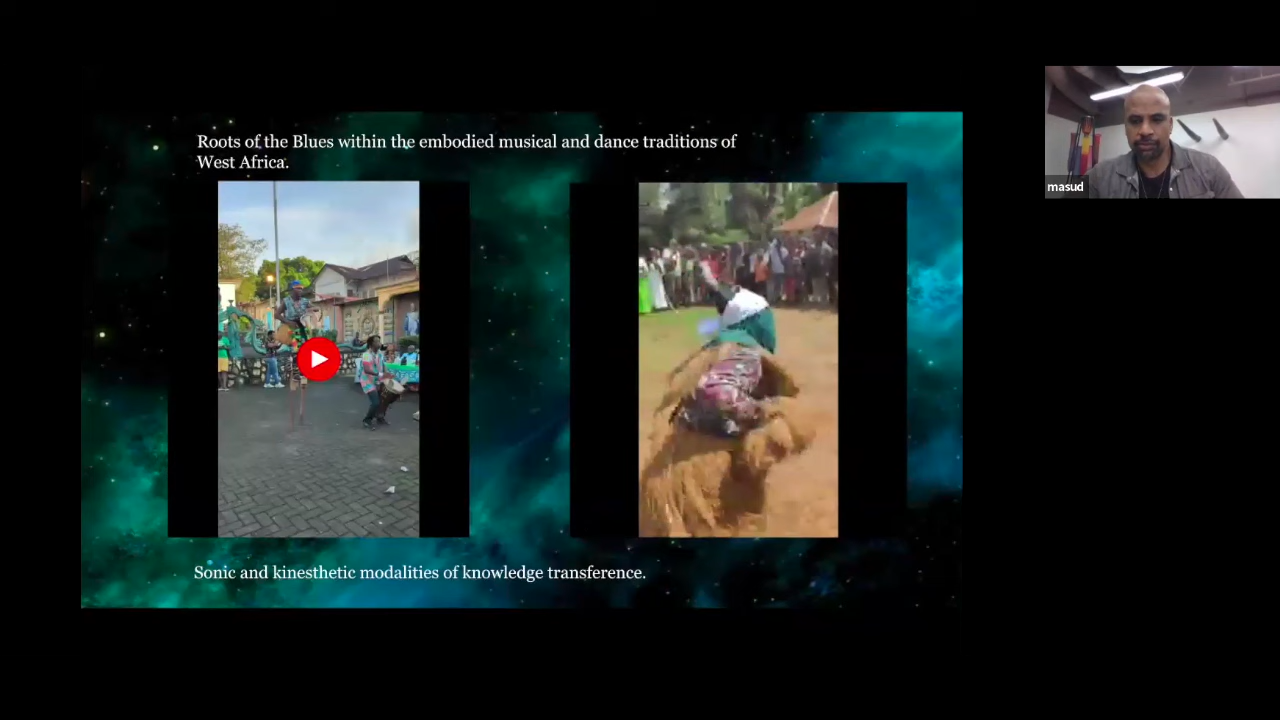 Roots of the Blues within the embodied musical and dance traditions of
West Africa.
masud
Sonic and kinesthetic modalities of knowledge transference.